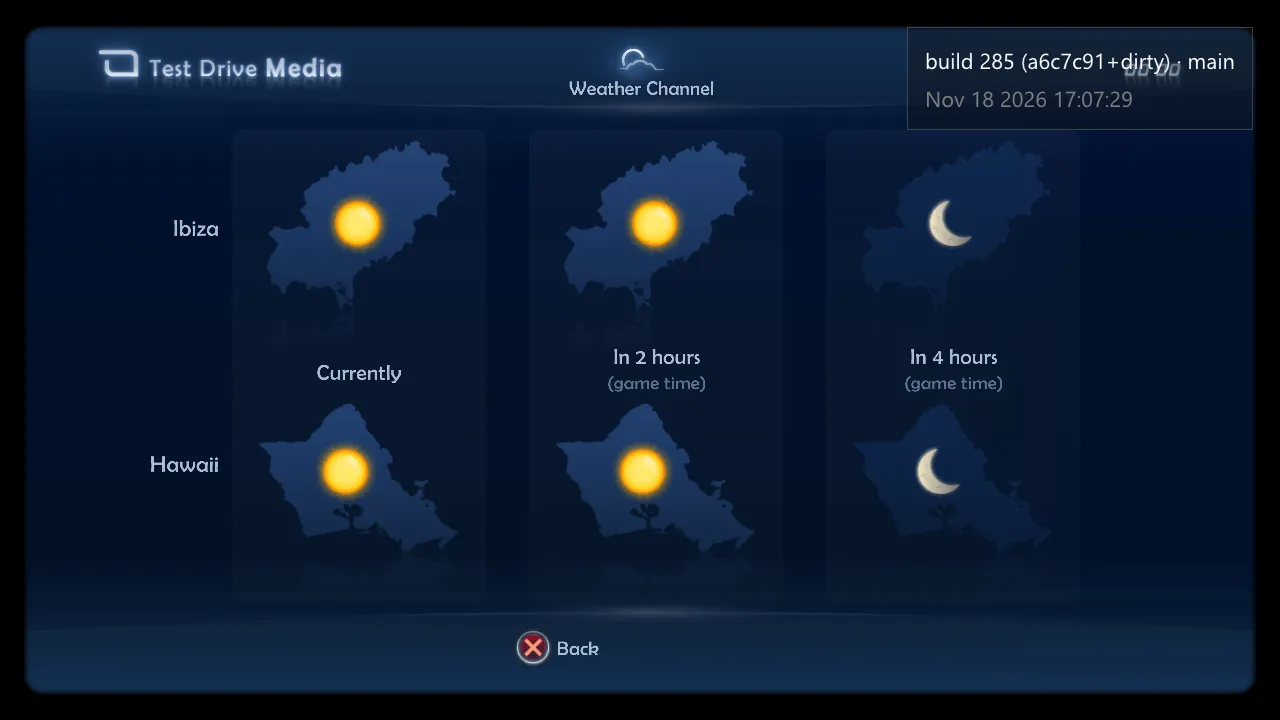 Test Drive Media
Weather Channel
build 285 (a6c7c91+dirty) · main
Nov 18 2026 17:07:29
Ibiza
Currently
In 2 hours
(game time)
In 4 hours
(game time)
Hawaii
Back